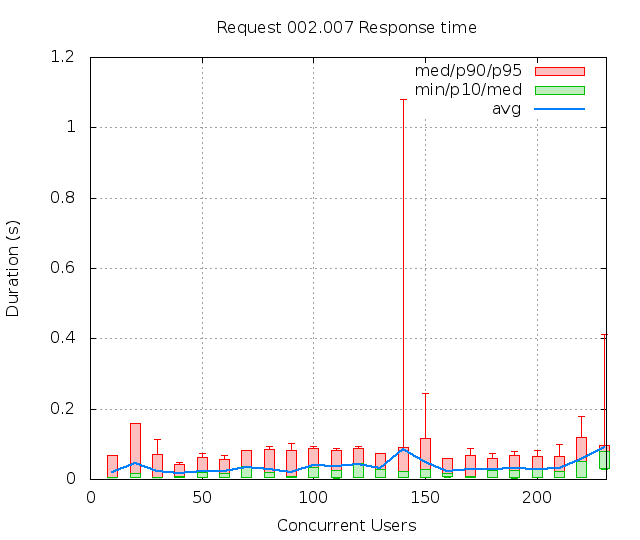 Request 002.007 Response time
1.2
1
0.8
0.6
0.4
0.2
0
Duration (s)
med/p90/p95
min/p10/med
avg
0 50 100 150 200
Concurrent Users